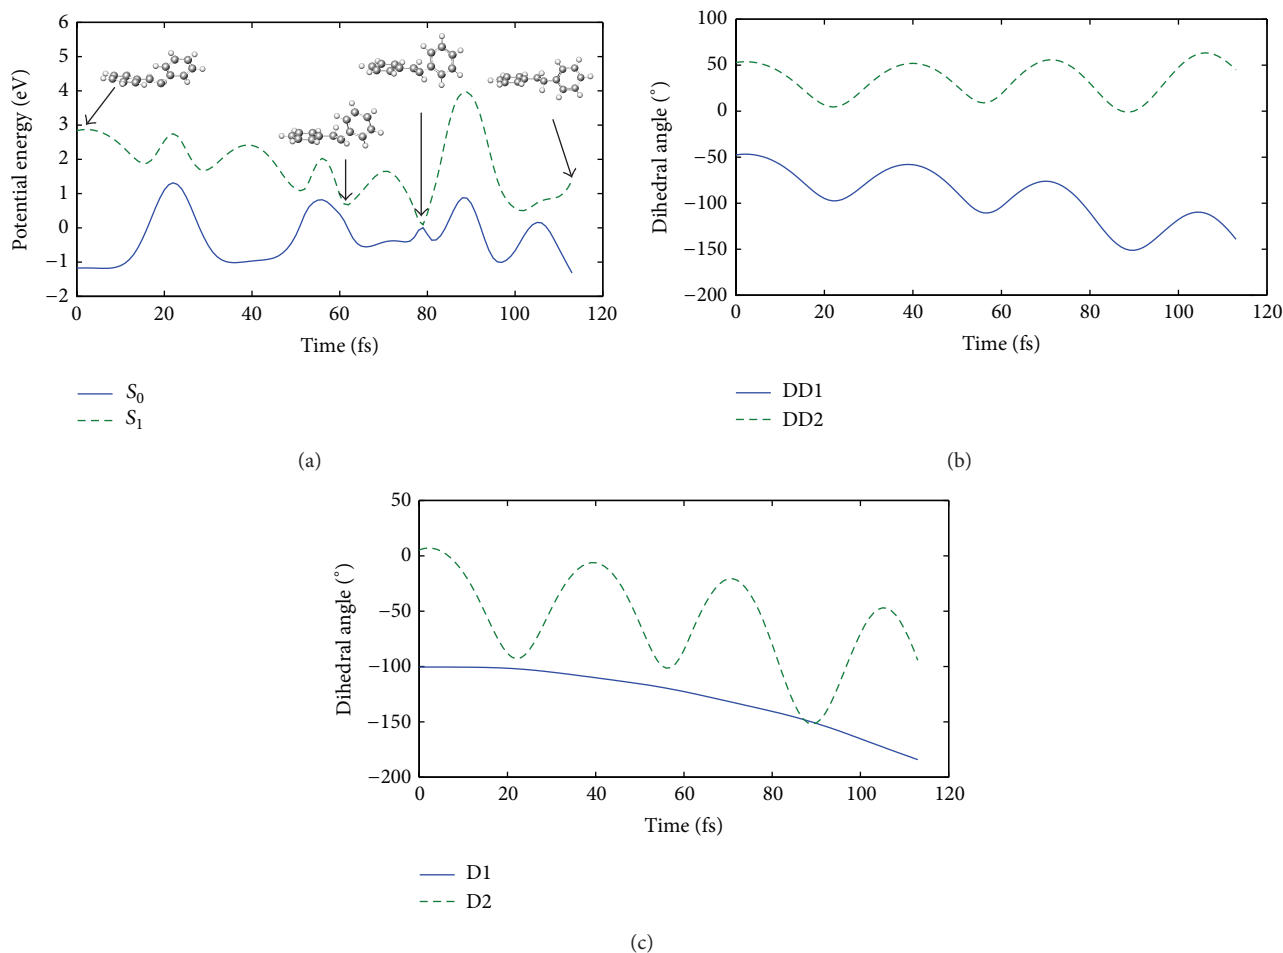 6
5
4
3
2
1
0
−1
−2
0 20 40 60 80 100 120
Potential energy (eV)
Time (fs)
S0
S1
(a)
100
50
0
−50
−100
−150
−200
0 20 40 60 80 100 120
Dihedral angle (°)
Time (fs)
DD1
DD2
(b)
50
0
−50
−100
−150
−200
0 20 40 60 80 100 120
Dihedral angle (°)
Time (fs)
D1
D2
(c)